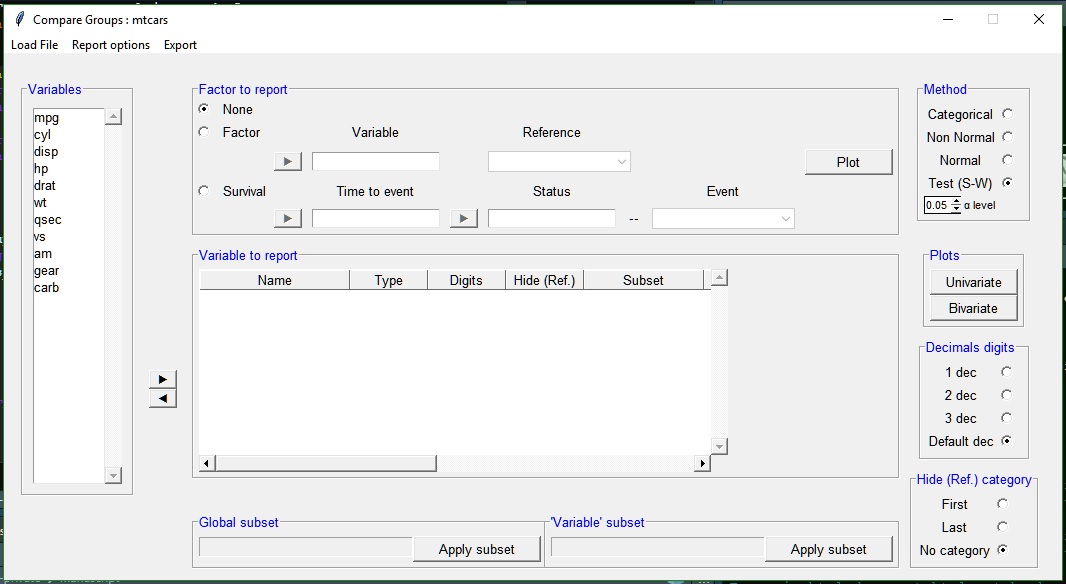 Compare Groups : mtcars
Load File Report options Export
Variables
mpg
cyl
disp
hp
drat
wt
qsec
vs
am
gear
carb
Factor to report
None
Factor Variable Reference
Plot
Survival Time to event Status Event
--
Variable to report
Name Type Digits Hide (Ref.) Subset
Global subset
Apply subset
'Variable' subset
Apply subset
Method
Categorical
Non Normal
Normal
Test (S-W)
0.05 α level
Plots
Univariate
Bivariate
Decimals digits
1 dec
2 dec
3 dec
Default dec
Hide (Ref.) category
First
Last
No category